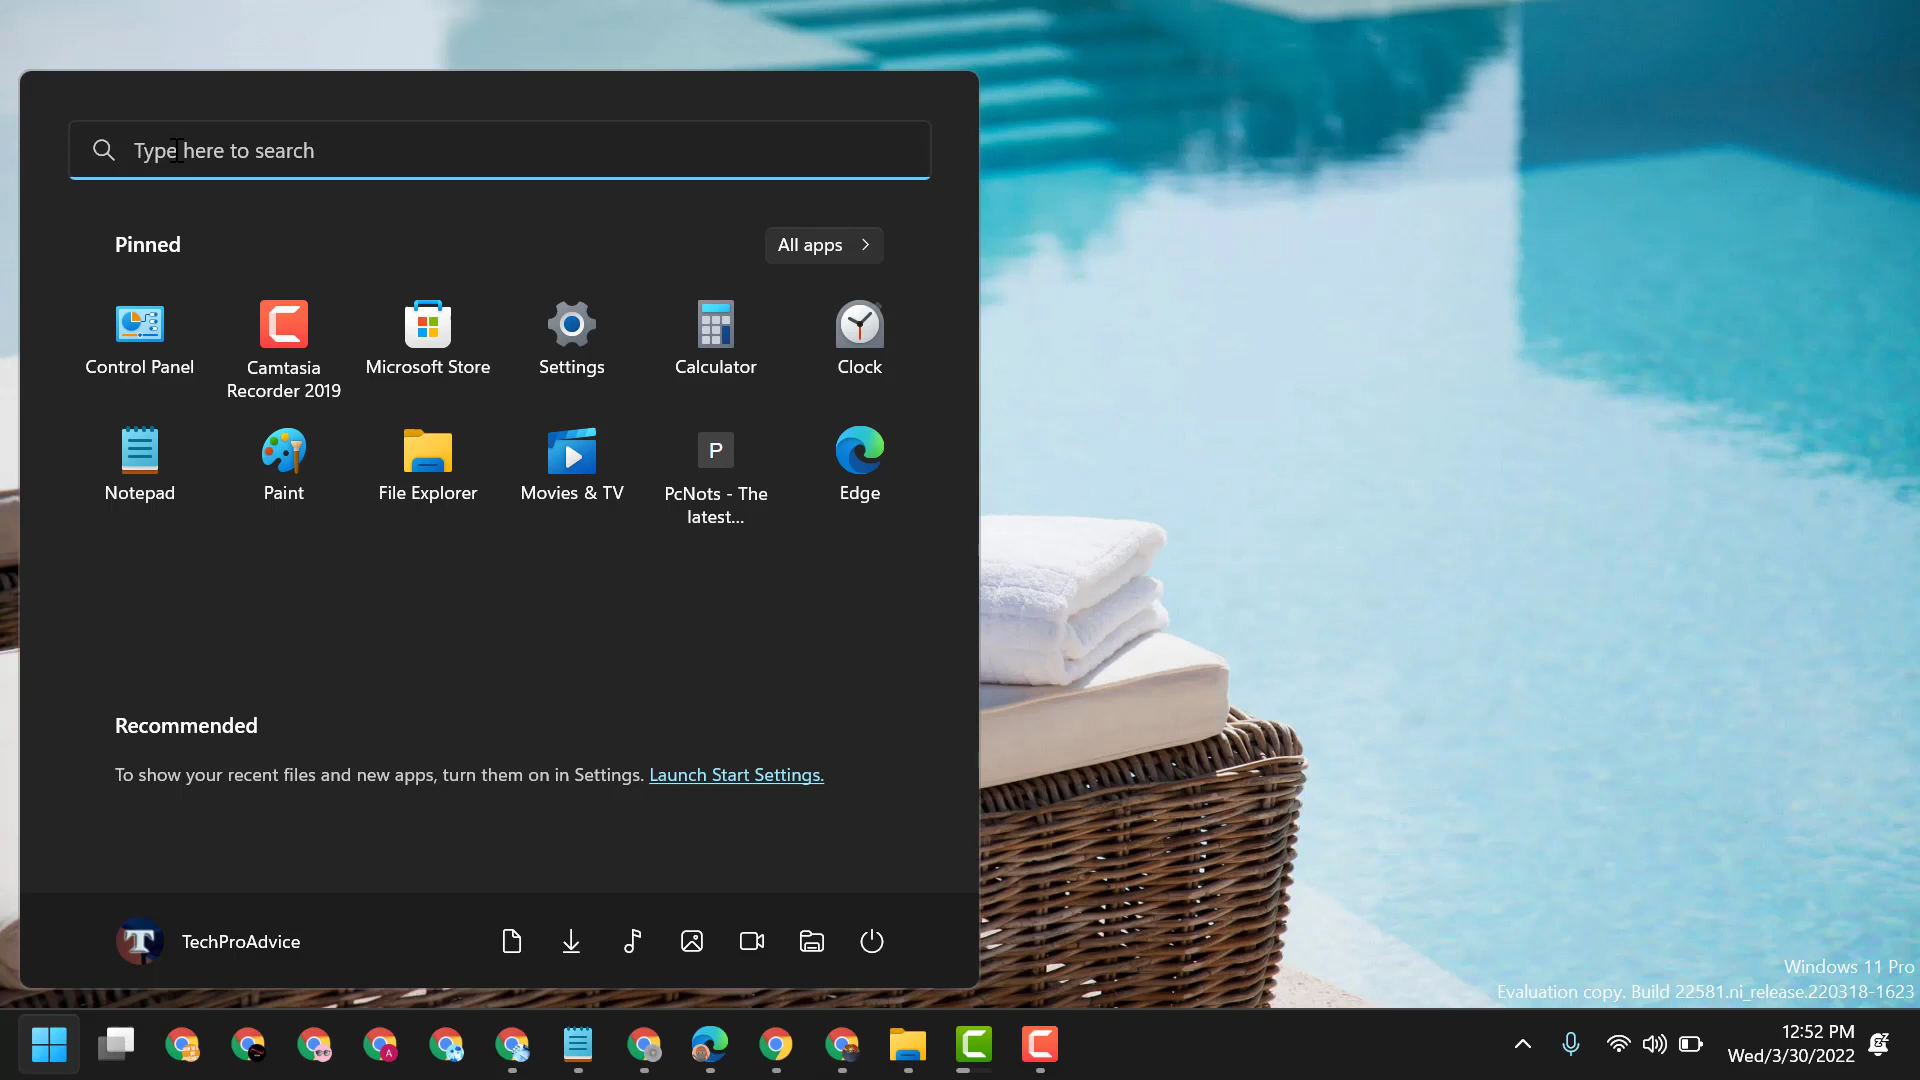 Type here to search
Pinned
All apps
Control Panel
Camtasia
Recorder 2019
Microsoft Store
Settings
Calculator
Clock
Notepad
Paint
File Explorer
Movies & TV
P
PcNots - The
latest...
Edge
Recommended
To show your recent files and new apps, turn them on in Settings. Launch Start Settings.
T
TechProAdvice
Windows 11 Pro
Evaluation copy. Build 22581.ni_release.220318-1623
A
12:52 PM
Wed/3/30/2022